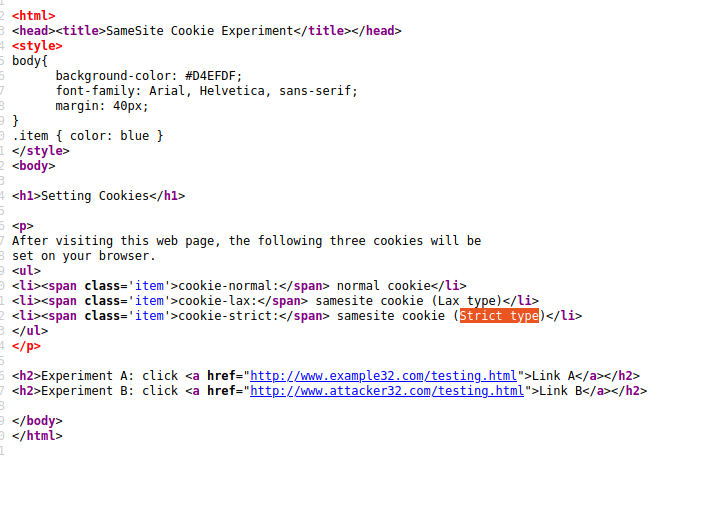 <html>
<head><title>SameSite Cookie Experiment</title></head>
<style>
body{
background-color: #D4EFDF;
font-family: Arial, Helvetica, sans-serif;
margin: 40px;
}
.item { color: blue }
</style>
<body>
<h1>Setting Cookies</h1>
<p>
After visiting this web page, the following three cookies will be
set on your browser.
<ul>
<li><span class='item'>cookie-normal:</span> normal cookie</li>
<li><span class='item'>cookie-lax:</span> samesite cookie (Lax type)</li>
<li><span class='item'>cookie-strict:</span> samesite cookie (Strict type)</li>
</ul>
</p>
<h2>Experiment A: click <a href="http://www.example32.com/testing.html">Link A</a></h2>
<h2>Experiment B: click <a href="http://www.attacker32.com/testing.html">Link B</a></h2>
</body>
</html>